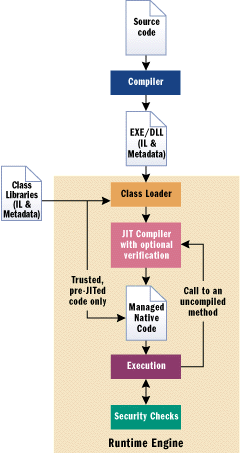 Source
code
Compiler
EXE/DLL
(IL &
Metadata)
Class
Libraries
(IL &
Metadata)
Class Loader
JIT Compiler
with optional
verification
Trusted,
pre-JITed
code only
Call to an
uncompiled
method
Managed
Native
Code
Execution
Security Checks
Runtime Engine